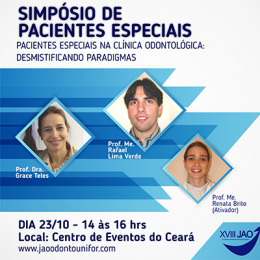 SIMPÓSIO DE
PACIENTES ESPECIAIS
PACIENTES ESPECIAIS NA CLÍNICA ODONTOLÓGICA:
DESMISTIFICANDO PARADIGMAS
Prof. Dra.
Grace Teles
Prof. Me.
Rafael
Lima Verde
Prof. Me.
Renata Brito
(Ativador)
DIA 23/10 - 14 às 16 hrs
Local: Centro de Eventos do Ceará
www.jaoodontounifor.com
XVIII JAO